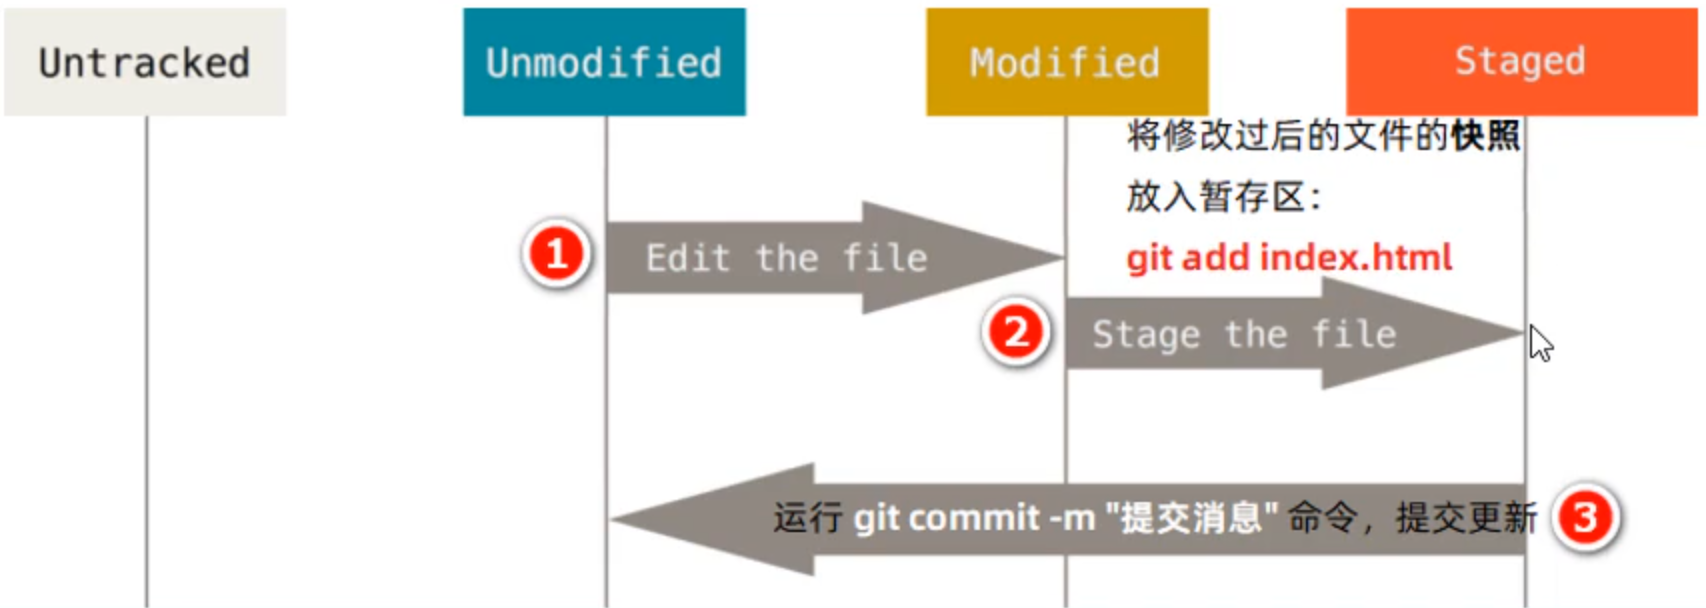 Untracked
Unmodified
Modified
Staged
将修改过后的文件的快照
放入暂存区：
git add index.html
1
Edit the file
2
Stage the file
运行 git commit -m "提交消息" 命令，提交更新
3